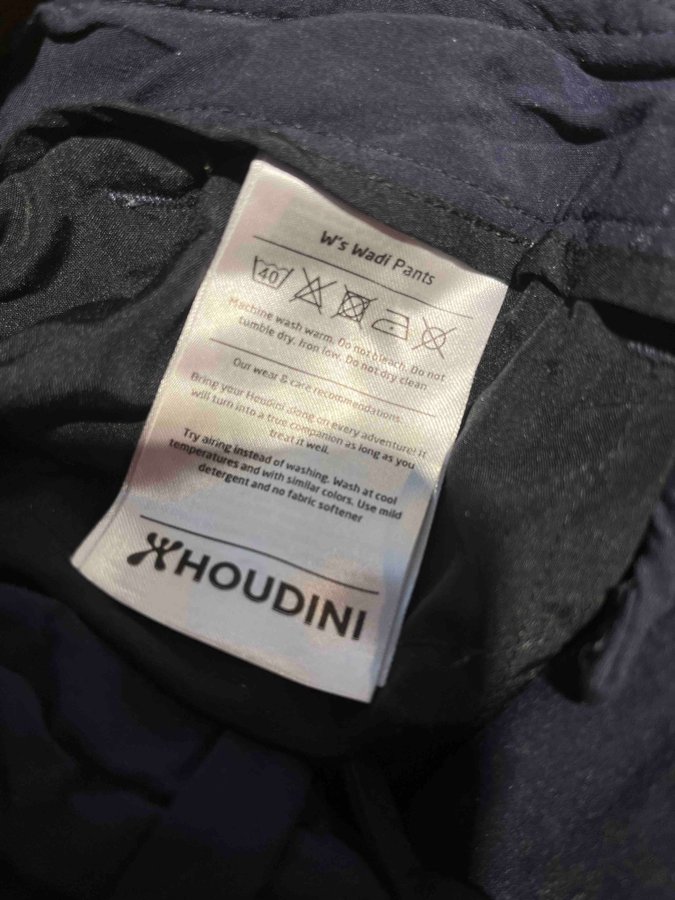 W's Wadi Pants
40
Machine wash warm. Do not bleach. Do not
tumble dry. Iron low. Do not dry clean
Our wear & care recommendations:
Bring your Houdini along on every adventure! It
will turn into a true companion as long as you
treat it well.
Try airing instead of washing. Wash at cool
temperatures and with similar colors. Use mild
detergent and no fabric softener
HOUDINI